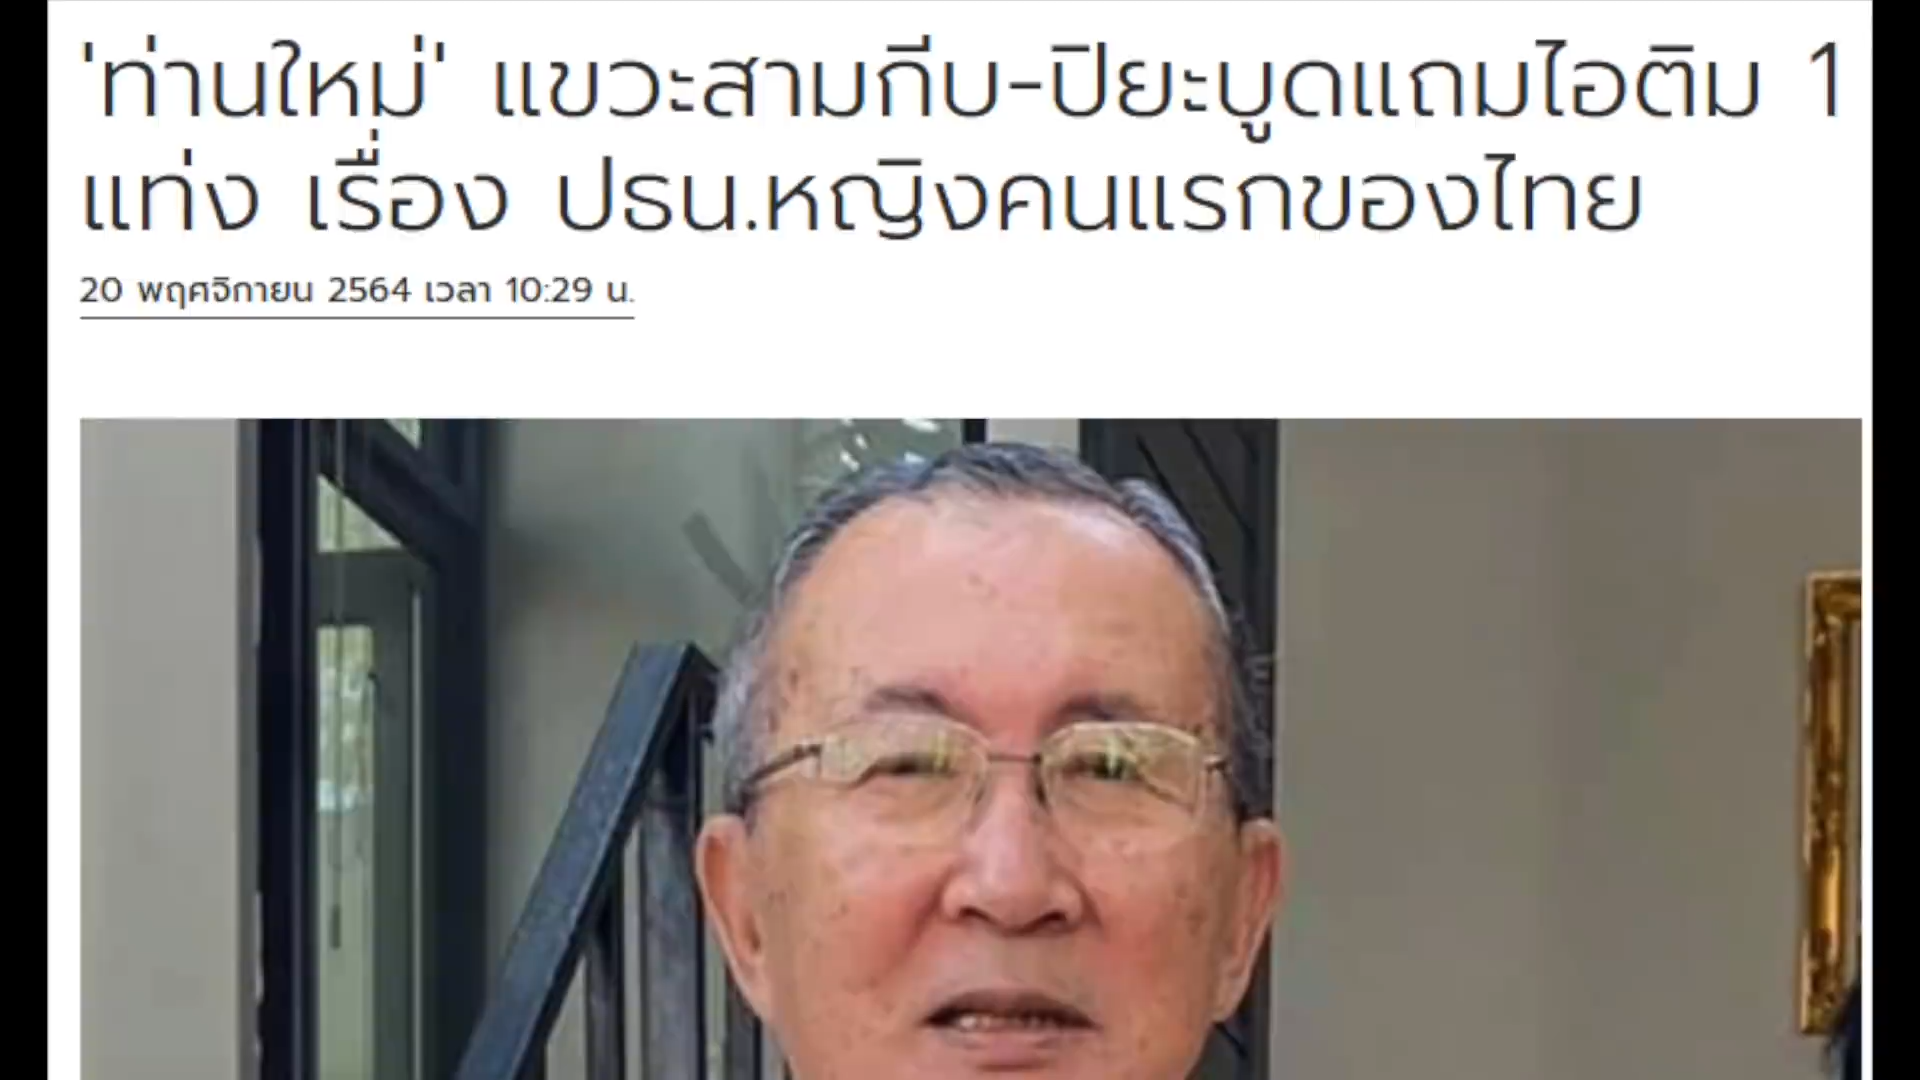 'ท่านใหม่' แขวะสามกีบ-ปิยะบูดแถมไอติม 1
แท่ง เรื่อง ปธน.หญิงคนแรกของไทย
20 พฤศจิกายน 2564 เวลา 10:29 น.